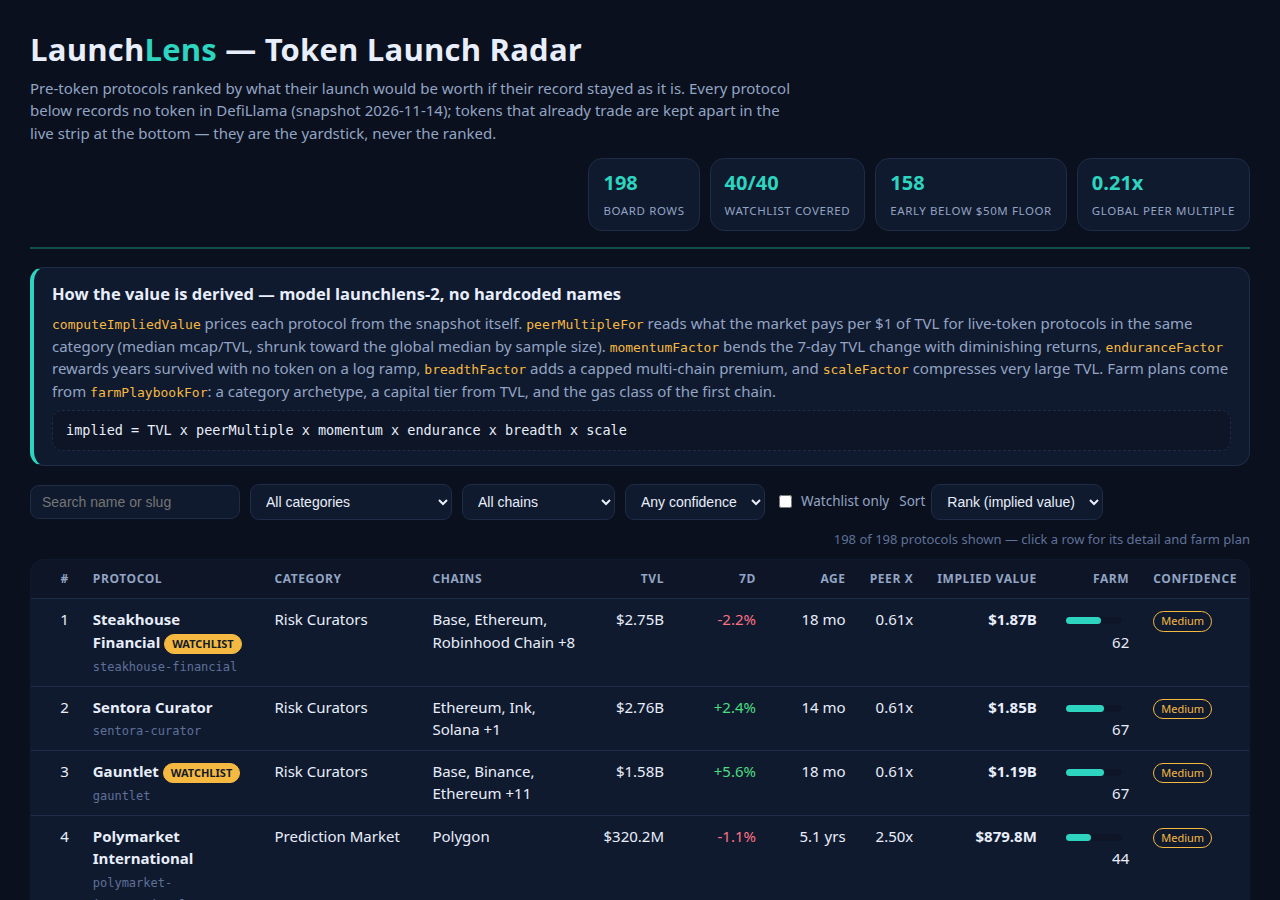 LaunchLens — Token Launch Radar
Pre-token protocols ranked by what their launch would be worth if their record stayed as it is. Every protocol
below records no token in DefiLlama (snapshot 2026-11-14); tokens that already trade are kept apart in the
live strip at the bottom — they are the yardstick, never the ranked.
198 40/40 158 0.21x
BOARD ROWS WATCHLIST COVERED EARLY BELOW $50M FLOOR GLOBAL PEER MULTIPLE
How the value is derived — model launchlens-2, no hardcoded names
computeImpliedValue prices each protocol from the snapshot itself. peerMultipleFor reads what the market pays per $1 of TVL for live-token protocols in the same
category (median mcap/TVL, shrunk toward the global median by sample size). momentumFactor bends the 7-day TVL change with diminishing returns, enduranceFactor
rewards years survived with no token on a log ramp, breadthFactor adds a capped multi-chain premium, and scaleFactor compresses very large TVL. Farm plans come
from farmPlaybookFor: a category archetype, a capital tier from TVL, and the gas class of the first chain.
implied = TVL x peerMultiple x momentum x endurance x breadth x scale
Search name or slug All categories All chains Any confidence Watchlist only Sort Rank (implied value)
198 of 198 protocols shown — click a row for its detail and farm plan
# PROTOCOL CATEGORY CHAINS TVL 7D AGE PEER X IMPLIED VALUE FARM CONFIDENCE
1 Steakhouse Risk Curators Base, Ethereum, $2.75B -2.2% 18 mo 0.61x $1.87B Medium
Financial WATCHLIST Robinhood Chain +8 62
steakhouse-financial
2 Sentora Curator Risk Curators Ethereum, Ink, $2.76B +2.4% 14 mo 0.61x $1.85B Medium
sentora-curator Solana +1 67
3 Gauntlet WATCHLIST Risk Curators Base, Binance, $1.58B +5.6% 18 mo 0.61x $1.19B Medium
gauntlet Ethereum +11 67
4 Polymarket Prediction Market Polygon $320.2M -1.1% 5.1 yrs 2.50x $879.8M Medium
International 44
polymarket-